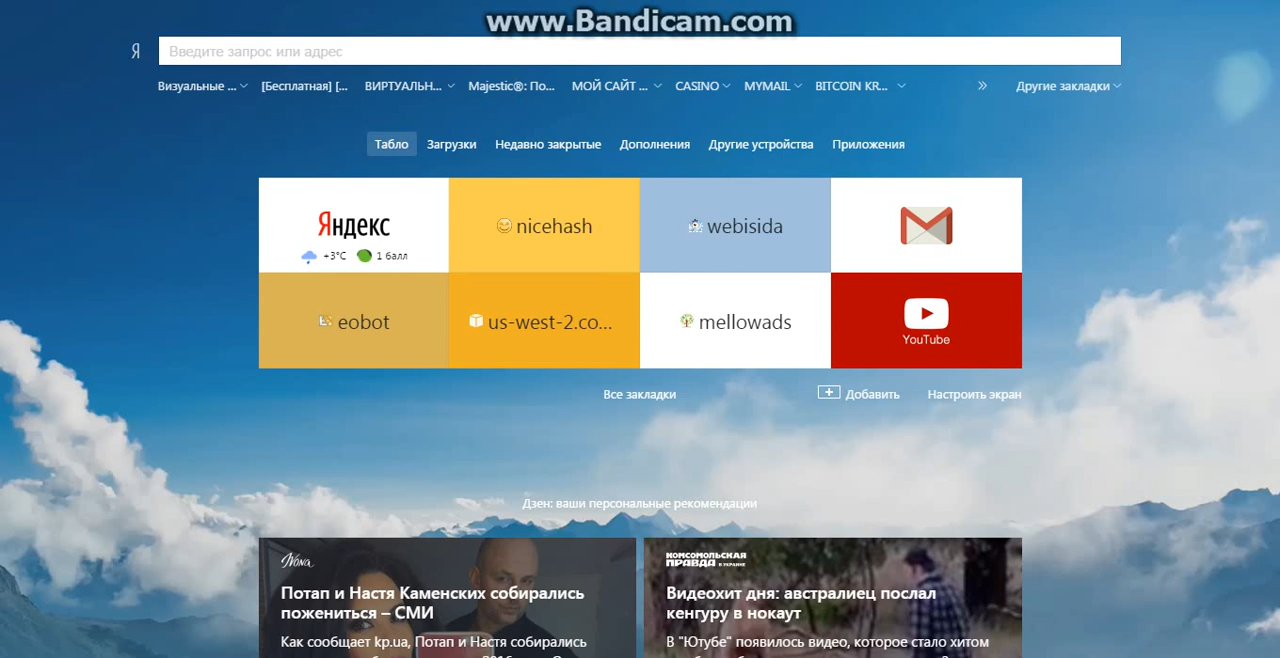 www.Bandicam.com
Я Введите запрос или адрес
Визуальные ... [Бесплатная] [... ВИРТУАЛЬН... Majestic®: По... МОЙ САЙТ ... CASINO MYMAIL BITCOIN KR... » Другие закладки
Табло Загрузки Недавно закрытые Дополнения Другие устройства Приложения
Яндекс nicehash webisida
+3°C 1 балл
eobot us-west-2.co... mellowads YouTube
Все закладки Добавить Настроить экран
Дзен: ваши персональные рекомендации
Nona
Потап и Настя Каменских собирались
пожениться – СМИ
Как сообщает kp.ua, Потап и Настя собирались
КОМСОМОЛЬСКАЯ
ПРАВДА В УКРАИНЕ
Видеохит дня: австралиец послал
кенгуру в нокаут
В "Ютубе" появилось видео, которое стало хитом